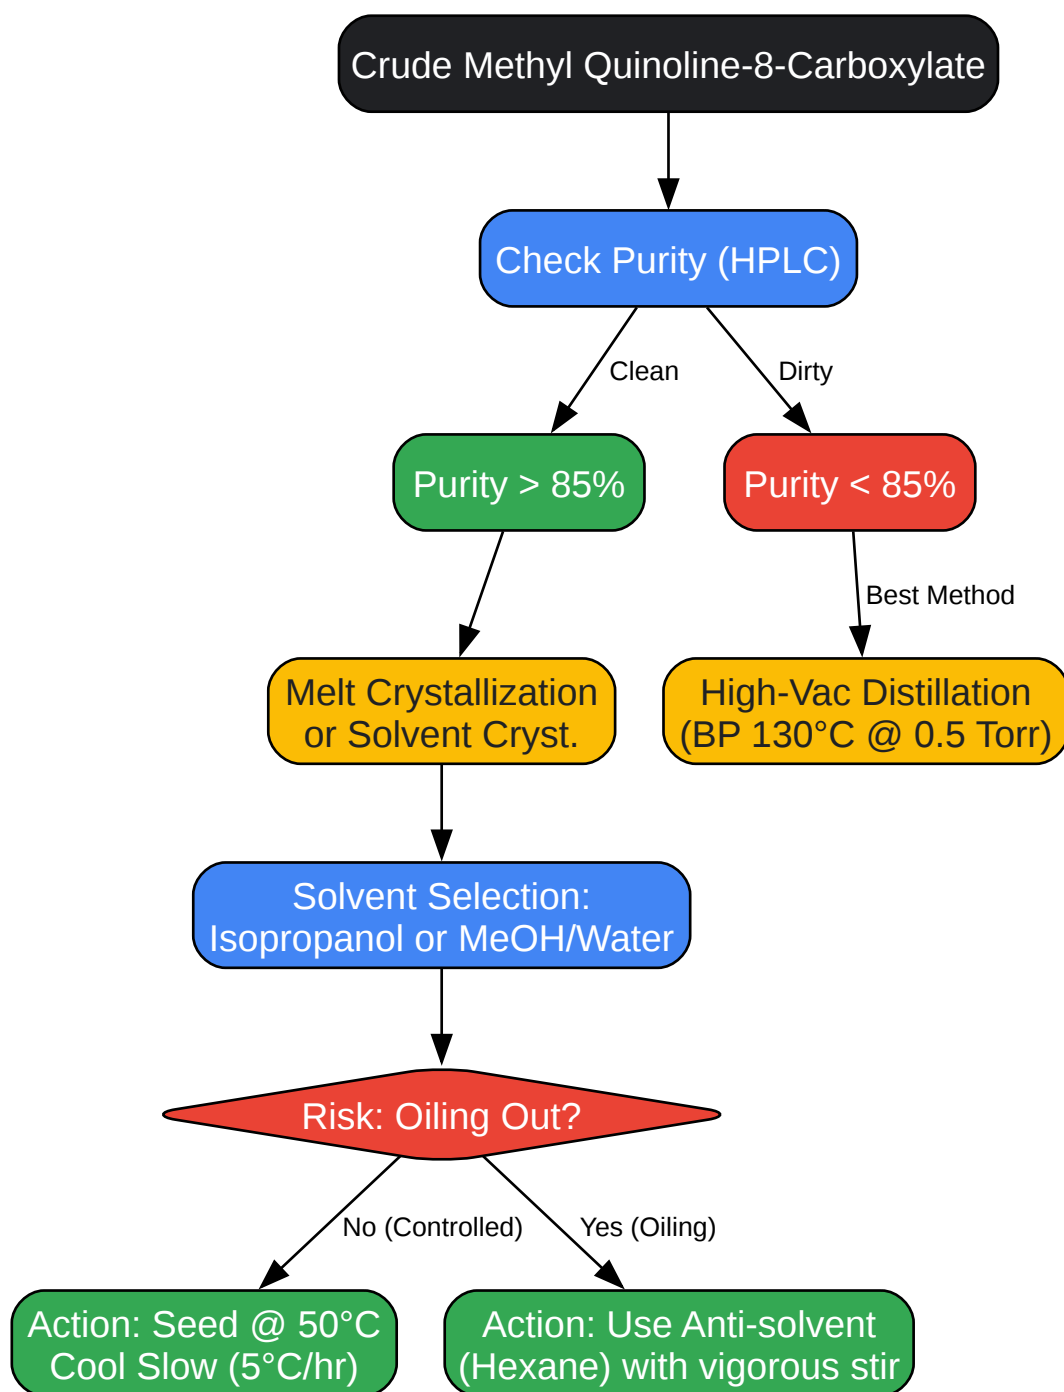 Crude Methyl Quinoline-8-Carboxylate
Check Purity (HPLC)
Clean
Dirty
Purity > 85%
Purity < 85%
Best Method
Melt Crystallization
or Solvent Cryst.
High-Vac Distillation
(BP 130°C @ 0.5 Torr)
Solvent Selection:
Isopropanol or MeOH/Water
Risk: Oiling Out?
No (Controlled)
Yes (Oiling)
Action: Seed @ 50°C
Cool Slow (5°C/hr)
Action: Use Anti-solvent
(Hexane) with vigorous stir